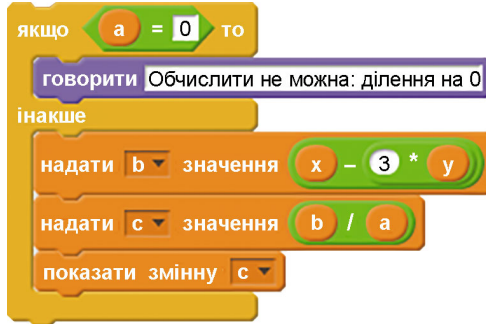 якщо a = 0 то
говорити Обчислити не можна: ділення на 0
інакше
надати b значення x – 3 * y
надати c значення b / a
показати змінну c